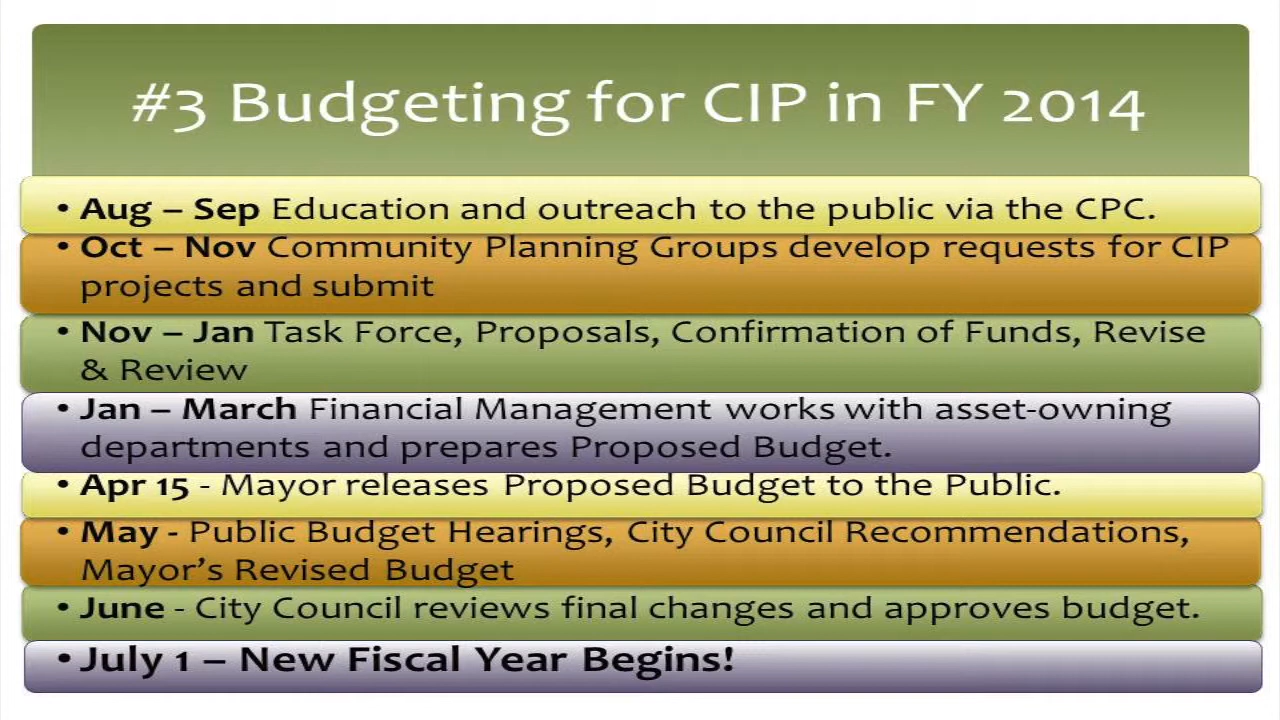 #3 Budgeting for CIP in FY 2014
• Aug – Sep Education and outreach to the public via the CPC.
• Oct – Nov Community Planning Groups develop requests for CIP
projects and submit
• Nov – Jan Task Force, Proposals, Confirmation of Funds, Revise
& Review
• Jan – March Financial Management works with asset-owning
departments and prepares Proposed Budget.
• Apr 15 - Mayor releases Proposed Budget to the Public.
• May - Public Budget Hearings, City Council Recommendations,
Mayor’s Revised Budget
• June - City Council reviews final changes and approves budget.
• July 1 – New Fiscal Year Begins!